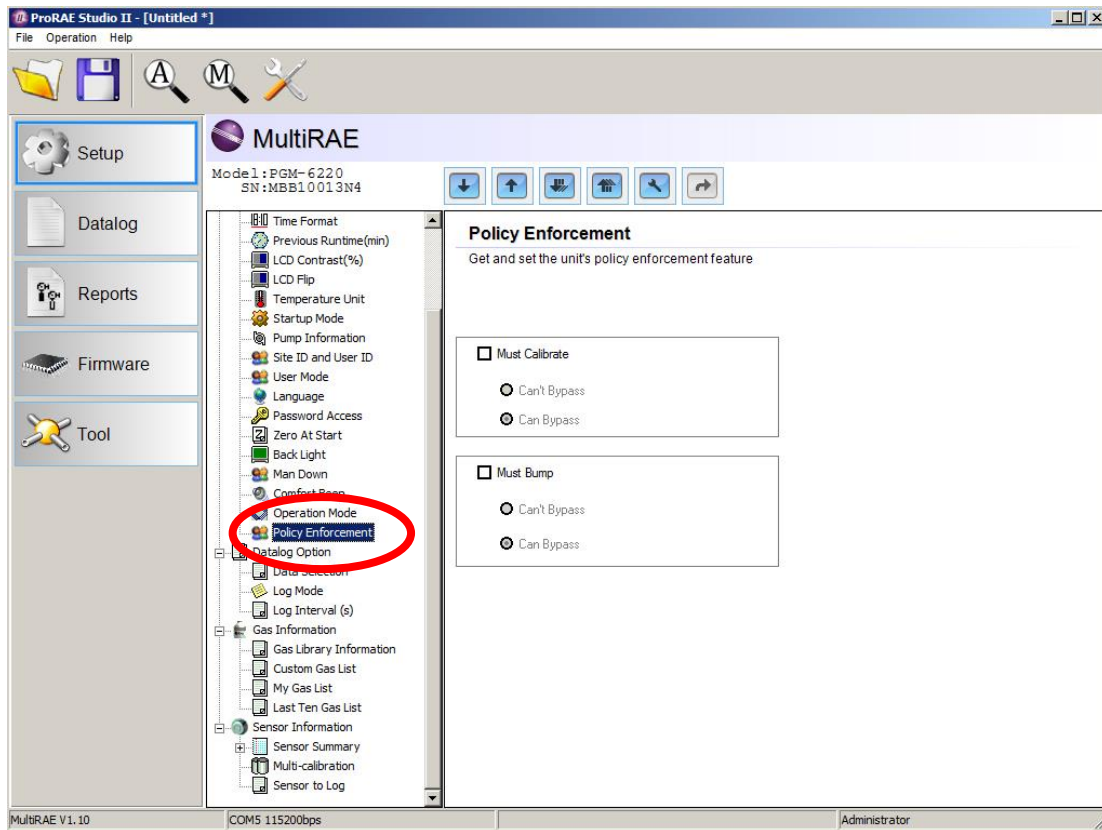 ProRAE Studio II - [Untitled *]
File Operation Help
A M
Setup
Datalog
Reports
Firmware
Tool
MultiRAE
Model:PGM-6220
SN:MBB10013N4
Time Format
Previous Runtime(min)
LCD Contrast(%)
LCD Flip
Temperature Unit
Startup Mode
Pump Information
Site ID and User ID
User Mode
Language
Password Access
Zero At Start
Back Light
Man Down
Comfort Beep
Operation Mode
Policy Enforcement
Datalog Option
Data Selection
Log Mode
Log Interval (s)
Gas Information
Gas Library Information
Custom Gas List
My Gas List
Last Ten Gas List
Sensor Information
Sensor Summary
Multi-calibration
Sensor to Log
Policy Enforcement
Get and set the unit's policy enforcement feature
Must Calibrate
Can't Bypass
Can Bypass
Must Bump
Can't Bypass
Can Bypass
MultiRAE V1.10 COM5 115200bps Administrator